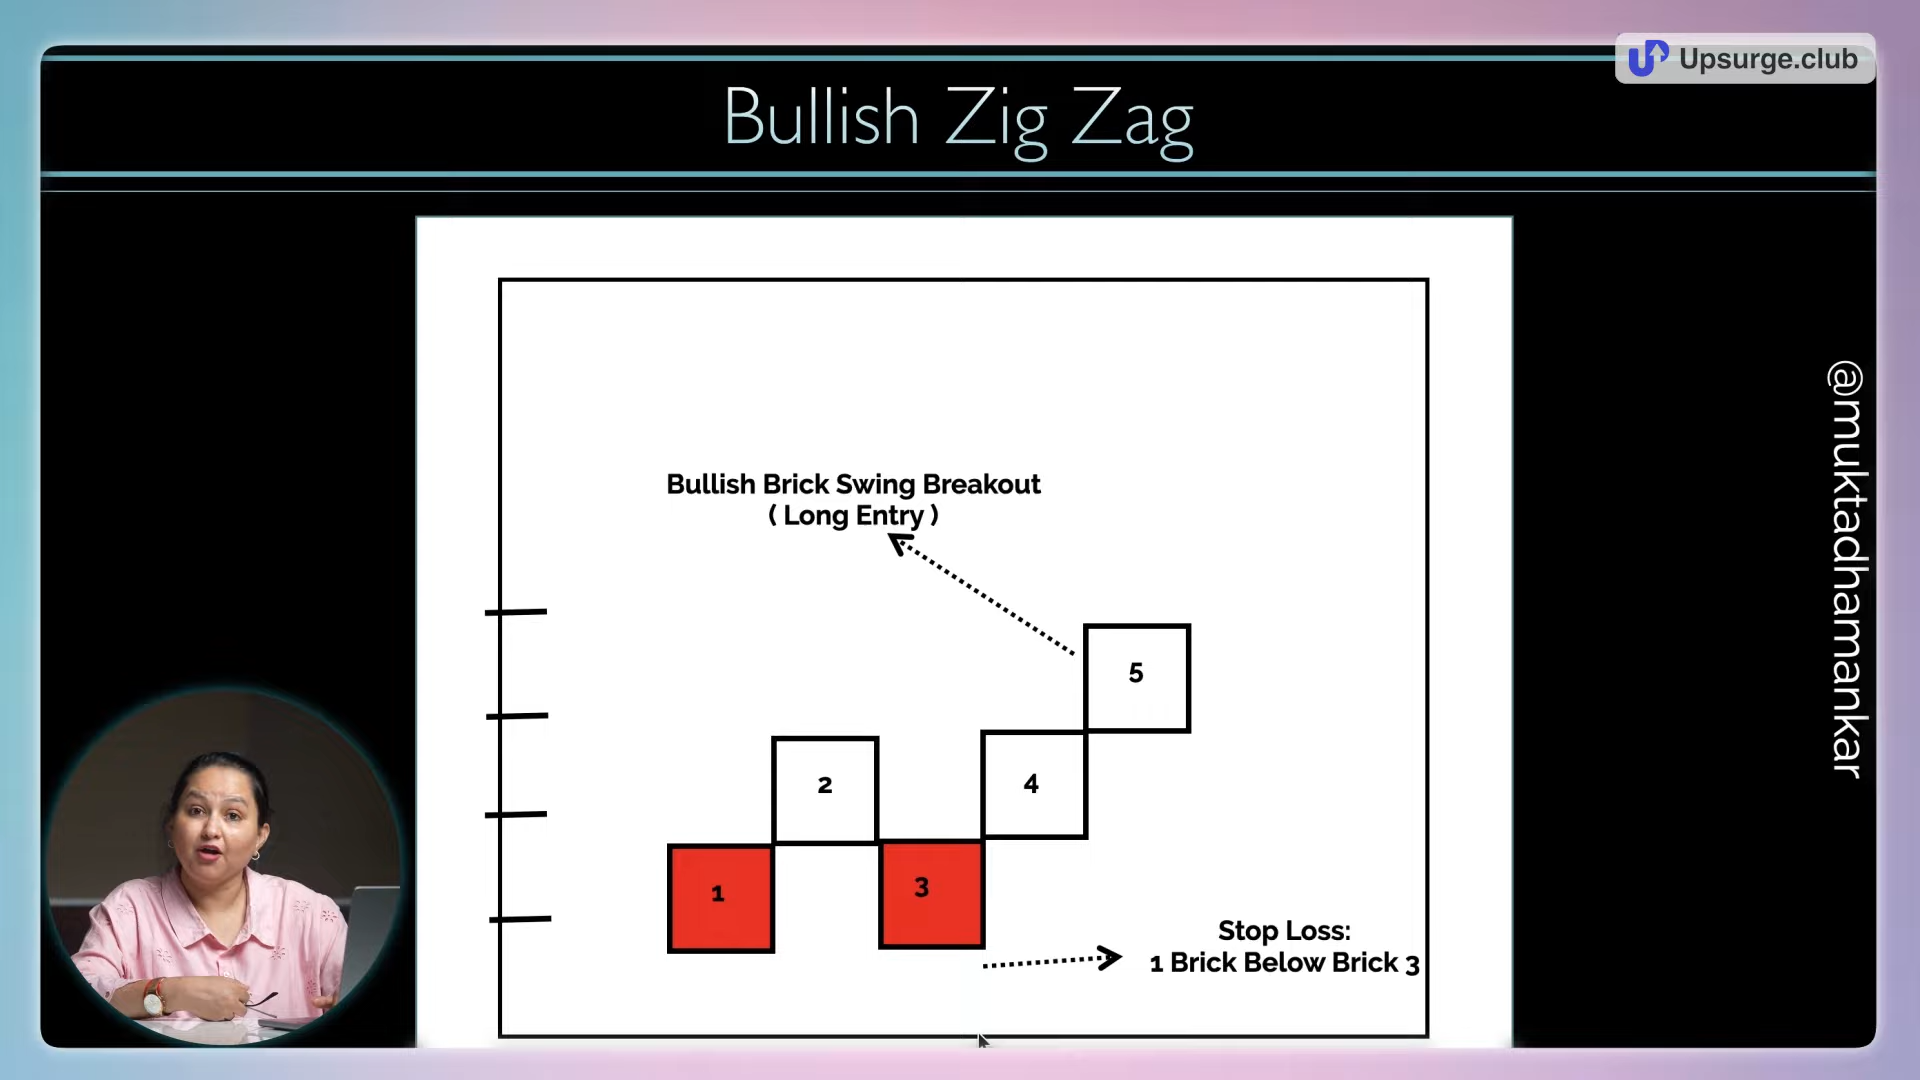 Upsurge.club
Bullish Zig Zag
@muktadhamankar
Bullish Brick Swing Breakout
( Long Entry )
5
2
4
1
3
Stop Loss:
1 Brick Below Brick 3